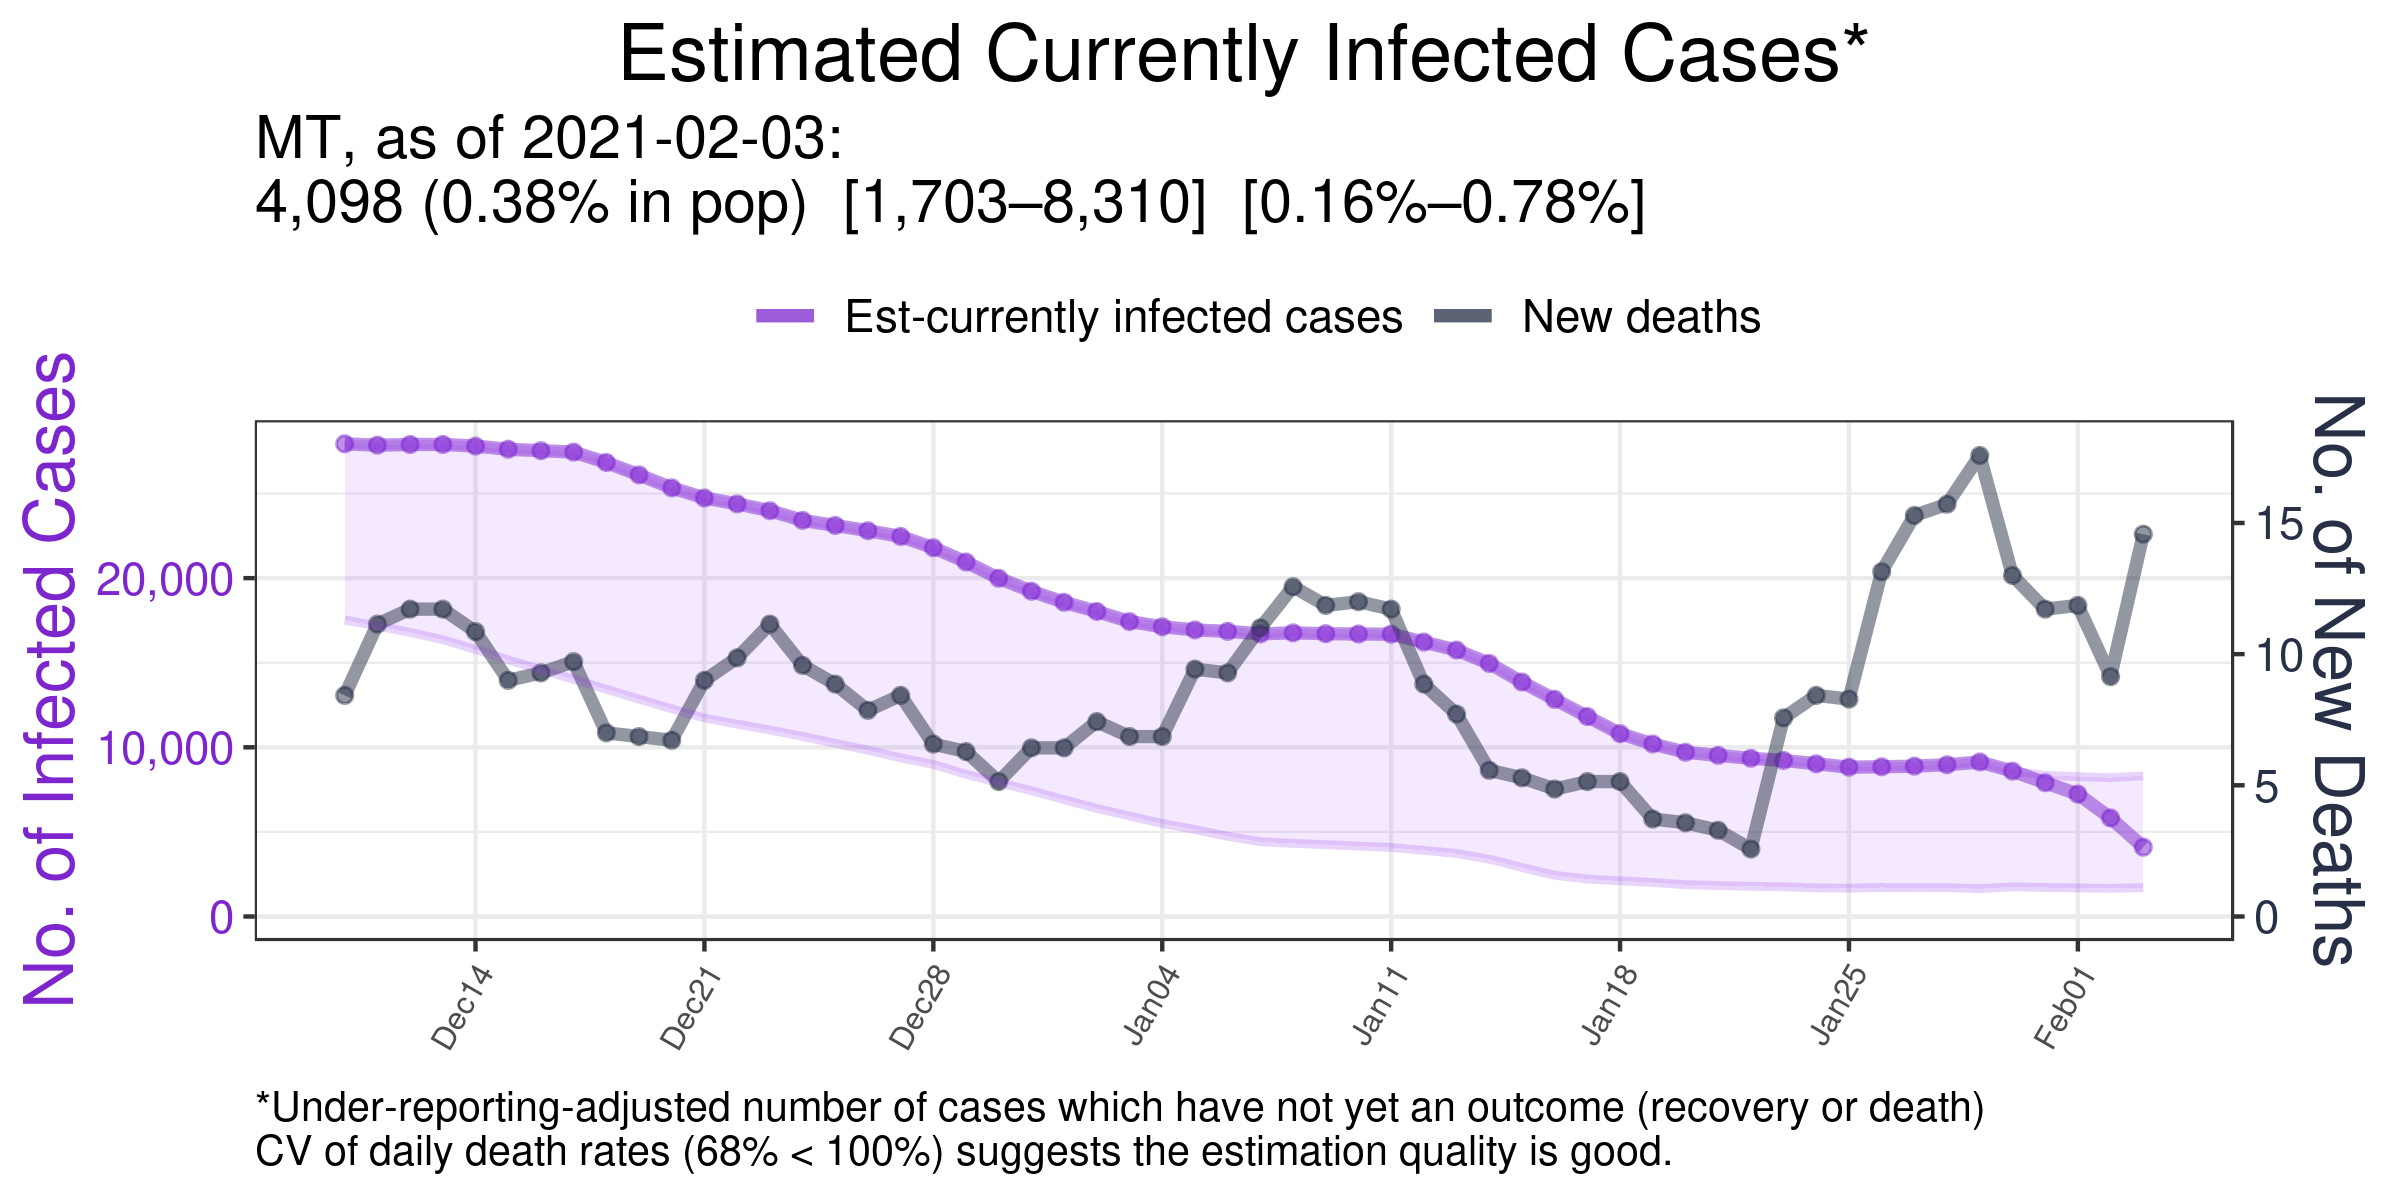 Estimated Currently Infected Cases*
MT, as of 2021-02-03:
4,098 (0.38% in pop)  [1,703–8,310]  [0.16%–0.78%]
Est-currently infected cases
New deaths
No. of Infected Cases
20,000
10,000
0
15
10
5
0
No. of New Deaths
Dec14
Dec21
Dec28
Jan04
Jan11
Jan18
Jan25
Feb01
*Under-reporting-adjusted number of cases which have not yet an outcome (recovery or death)
CV of daily death rates (68% < 100%) suggests the estimation quality is good.